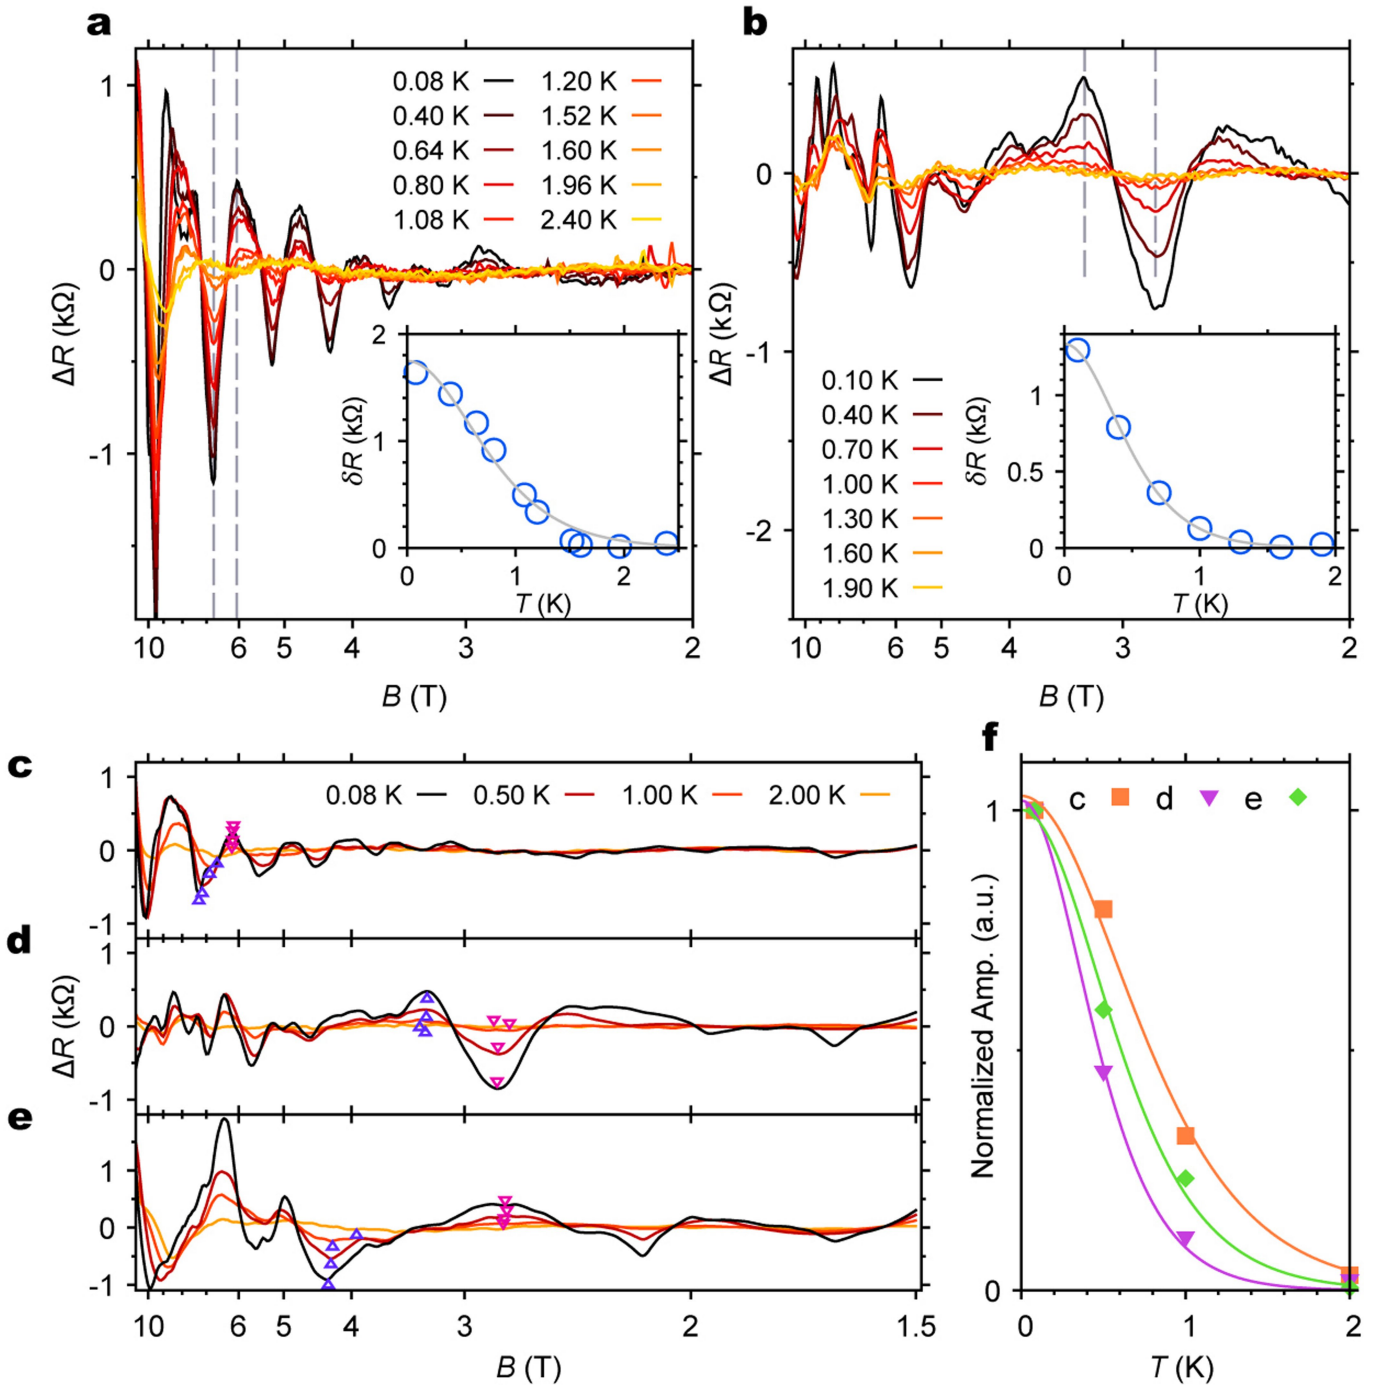 a
1
0
-1
ΔR (kΩ)
0.08 K
0.40 K
0.64 K
0.80 K
1.08 K
1.20 K
1.52 K
1.60 K
1.96 K
2.40 K
2
1
0
δR (kΩ)
0
1
2
T (K)
10
6
5
4
3
2
B (T)
b
0
-1
-2
ΔR (kΩ)
0.10 K
0.40 K
0.70 K
1.00 K
1.30 K
1.60 K
1.90 K
1
0.5
0
δR (kΩ)
0
1
2
T (K)
10
6
5
4
3
2
B (T)
c
1
0
-1
0.08 K
0.50 K
1.00 K
2.00 K
d
1
0
-1
ΔR (kΩ)
e
1
0
-1
10
6
5
4
3
2
1.5
B (T)
f
c
d
e
1
0
Normalized Amp. (a.u.)
0
1
2
T (K)